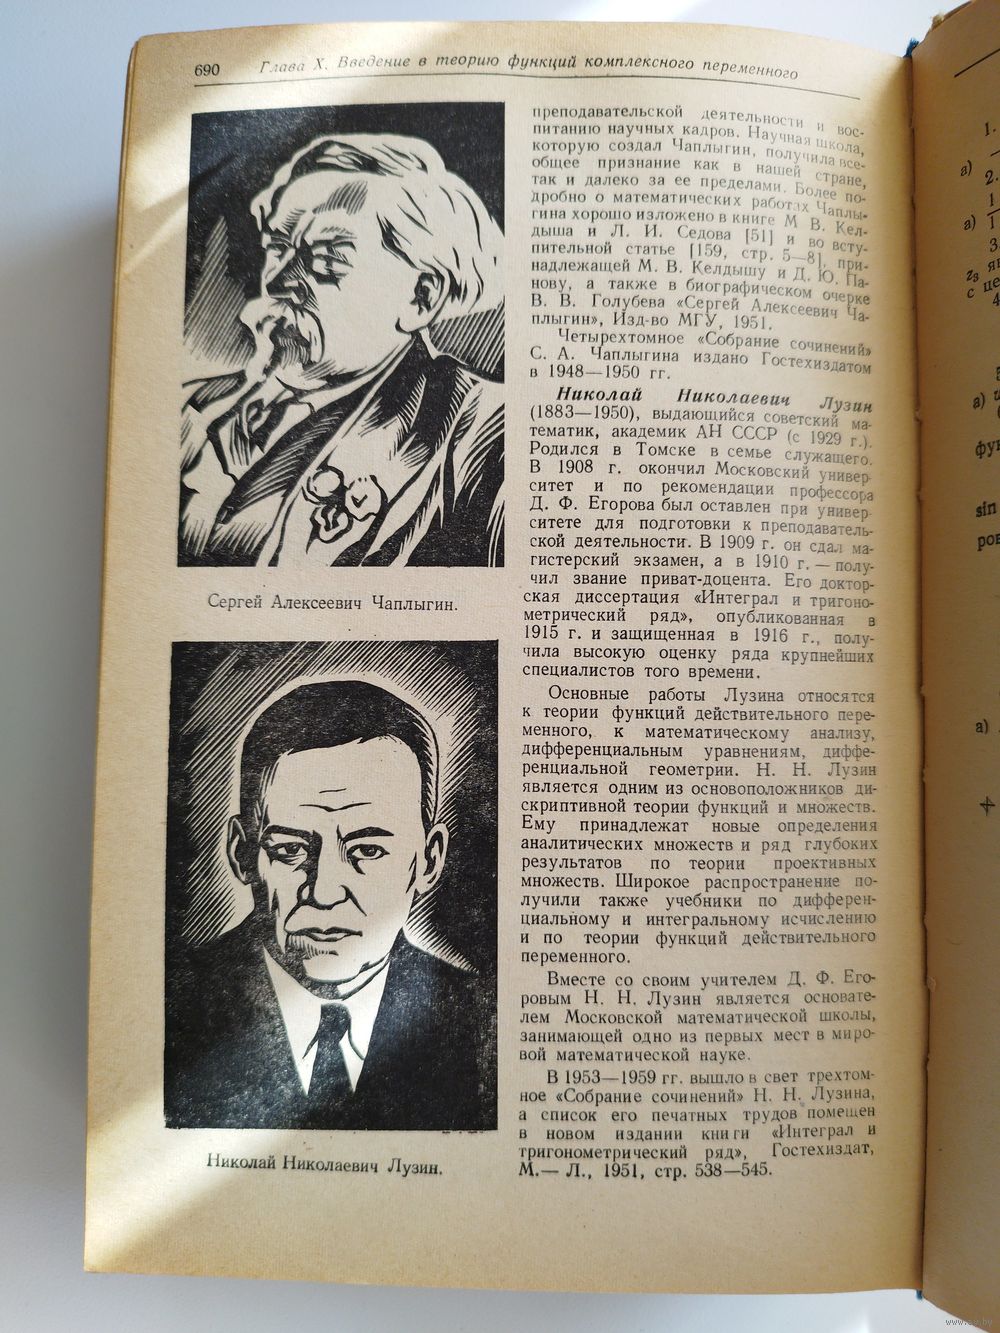 690 Глава X. Введение в теорию функций комплексного переменного
Сергей Алексеевич Чаплыгин.
Николай Николаевич Лузин.
преподавательской деятельности и вос-
питанию научных кадров. Научная школа,
которую создал Чаплыгин, получила все-
общее признание как в нашей стране,
так и далеко за ее пределами. Более по-
дробно о математических работах Чаплы-
гина хорошо изложено в книге М. В. Кел-
дыша и Л. И. Седова [51] и во всту-
пительной статье [159, стр. 5—8], при-
надлежащей М. В. Келдышу и Д. Ю. Па-
нову, а также в биографическом очерке
В. В. Голубева «Сергей Алексеевич Ча-
плыгин», Изд-во МГУ, 1951.
Четырехтомное «Собрание сочинений»
С. А. Чаплыгина издано Гостехиздатом
в 1948—1950 гг.
Николай Николаевич Лузин
(1883—1950), выдающийся советский ма-
тематик, академик АН СССР (с 1929 г.).
Родился в Томске в семье служащего.
В 1908 г. окончил Московский универ-
ситет и по рекомендации профессора
Д. Ф. Егорова был оставлен при универ-
ситете для подготовки к преподаватель-
ской деятельности. В 1909 г. он сдал ма-
гистерский экзамен, а в 1910 г. — полу-
чил звание приват-доцента. Его доктор-
ская диссертация «Интеграл и тригоно-
метрический ряд», опубликованная в
1915 г. и защищенная в 1916 г., полу-
чила высокую оценку ряда крупнейших
специалистов того времени.
Основные работы Лузина относятся
к теории функций действительного пере-
менного, к математическому анализу,
дифференциальным уравнениям, диффе-
ренциальной геометрии. Н. Н. Лузин
является одним из основоположников ди-
скриптивной теории функций и множеств.
Ему принадлежат новые определения
аналитических множеств и ряд глубоких
результатов по теории проективных
множеств. Широкое распространение по-
лучили также учебники по дифферен-
циальному и интегральному исчислению
и по теории функций действительного
переменного.
Вместе со своим учителем Д. Ф. Его-
ровым Н. Н. Лузин является основате-
лем Московской математической школы,
занимающей одно из первых мест в миро-
вой математической науке.
В 1953—1959 гг. вышло в свет трехтом-
ное «Собрание сочинений» Н. Н. Лузина,
а список его печатных трудов помещен
в новом издании книги «Интеграл и
тригонометрический ряд», Гостехиздат,
М.— Л., 1951, стр. 538—545.
1.
а)
2.
а)
3.
с
4
а)
sin
а)